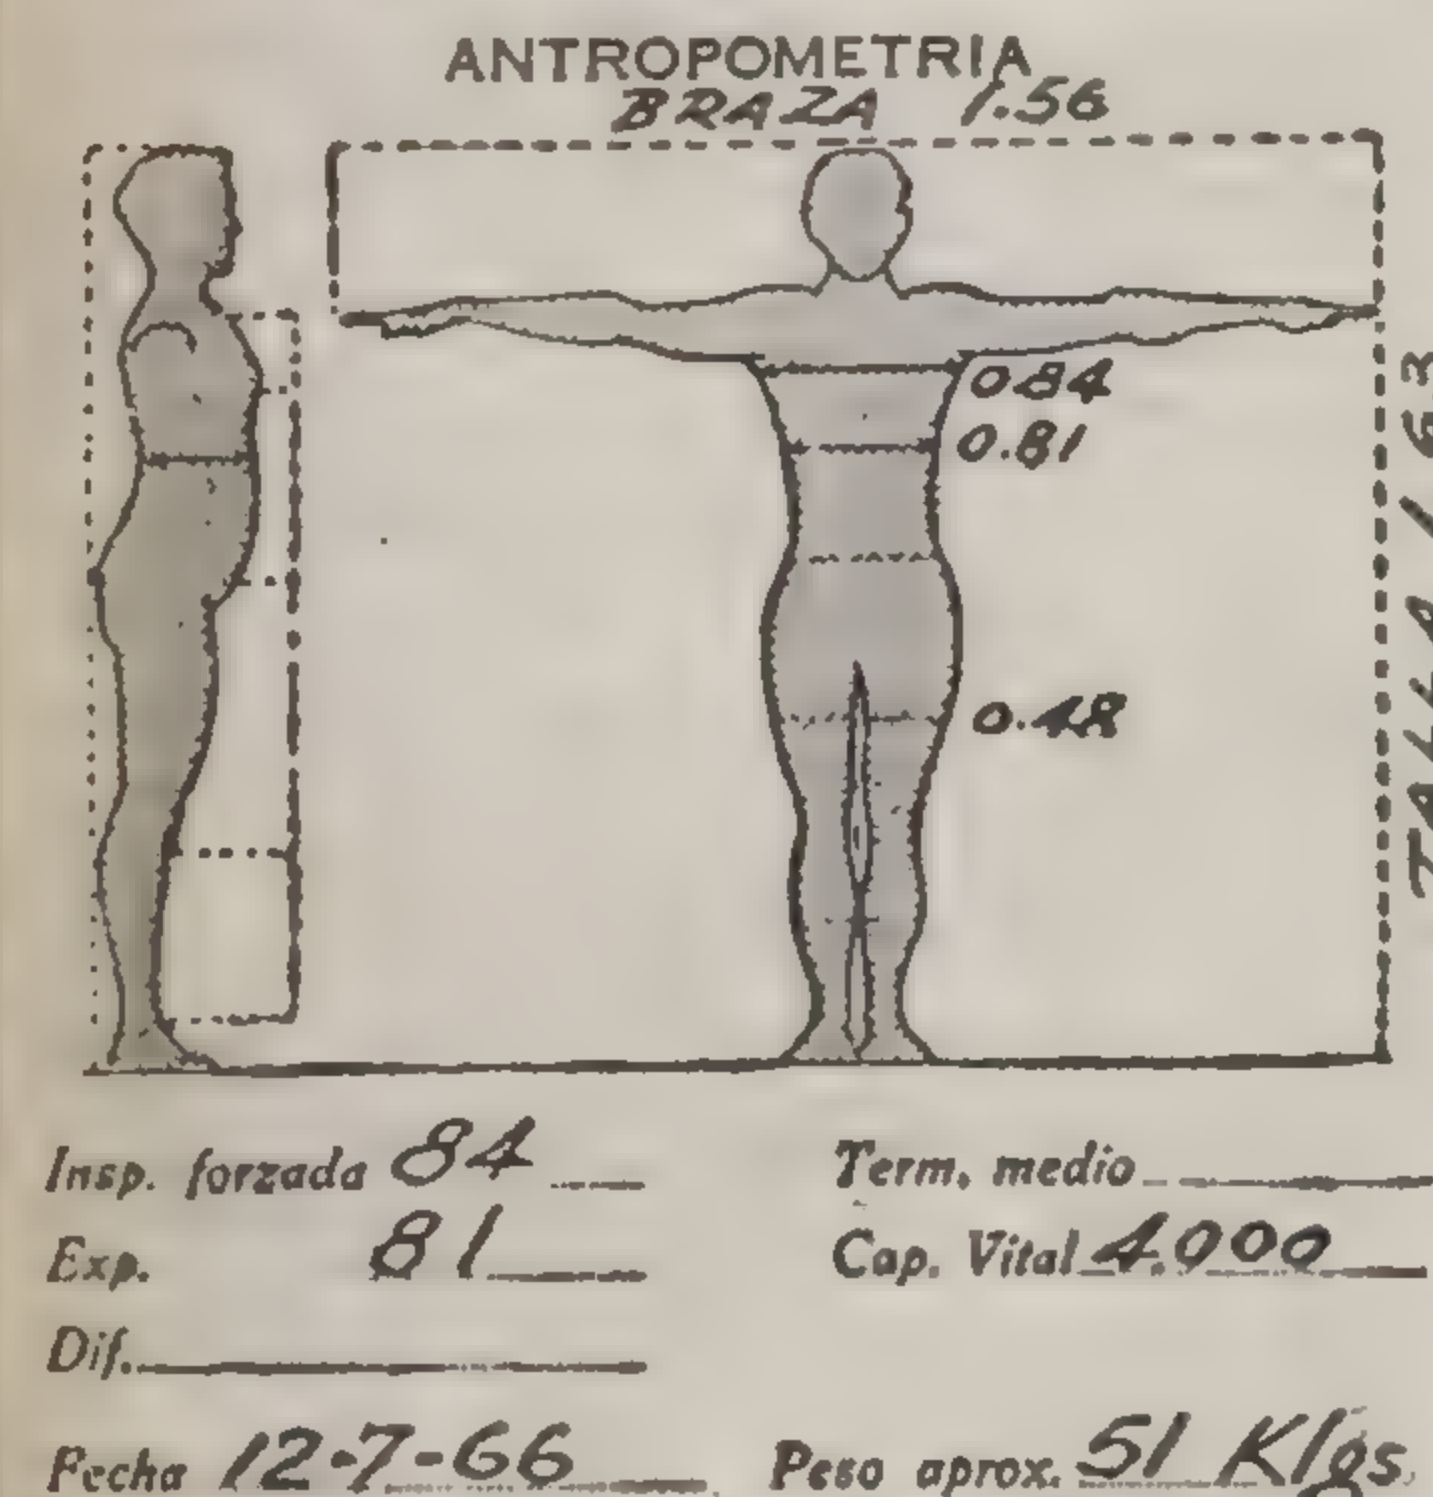 ANTROPOMETRIA
BRAZA 1.56
0.84
0.81
0.48
TALLA 1.63
Insp. forzada 84
Term. medio
Exp. 81
Cap. Vital 4.000
Dif.
Fecha 12-7-66
Peso aprox. 51 Klgs.